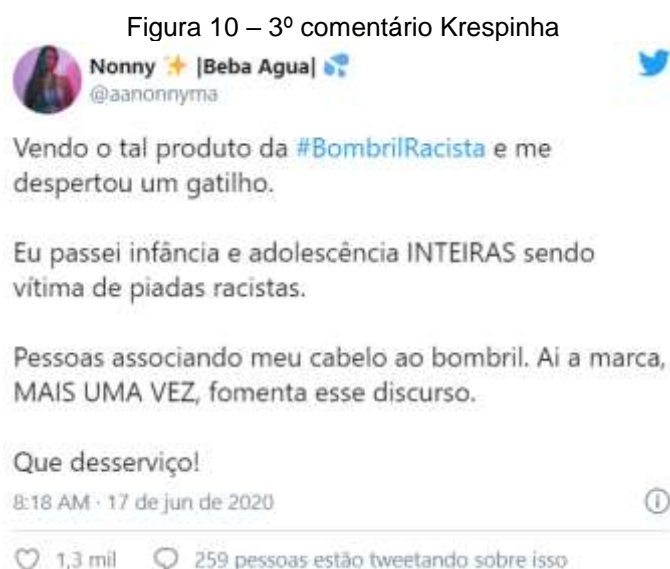 Figura 10 – 3º comentário Krespinha
Nonny ✨ |Beba Agua| 💦
@aanonnyma
Vendo o tal produto da #BombrilRacista e me
despertou um gatilho.
Eu passei infância e adolescência INTEIRAS sendo
vítima de piadas racistas.
Pessoas associando meu cabelo ao bombril. Ai a marca,
MAIS UMA VEZ, fomenta esse discurso.
Que desserviço!
8:18 AM · 17 de jun de 2020
1,3 mil 259 pessoas estão tweetando sobre isso